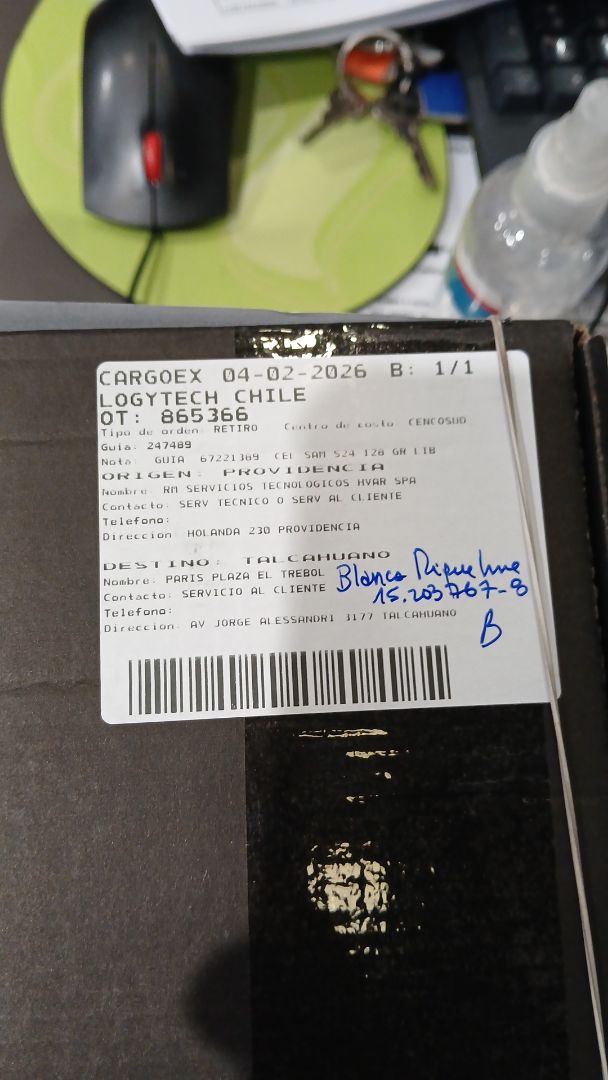 CARGOEX 04-02-2026 B: 1/1
LOGYTECH CHILE
OT: 865366
Tipo de orden: RETIRO Centro de costo CENCOSUD
Guia: 247489
Nota: GUIA 67221389 CEL SAM S24 128 GR LIB
ORIGEN: PROVIDENCIA
Nombre: RM SERVICIOS TECNOLOGICOS HVAR SPA
Contacto: SERV TECNICO O SERV AL CLIENTE
Telefono:
Direccion: HOLANDA 230 PROVIDENCIA
DESTINO: TALCAHUANO
Nombre: PARIS PLAZA EL TREBOL
Contacto: SERVICIO AL CLIENTE
Telefono:
Direccion: AV JORGE ALESSANDRI 3177 TALCAHUANO
Blanca Riquelme
15.203767-8
B